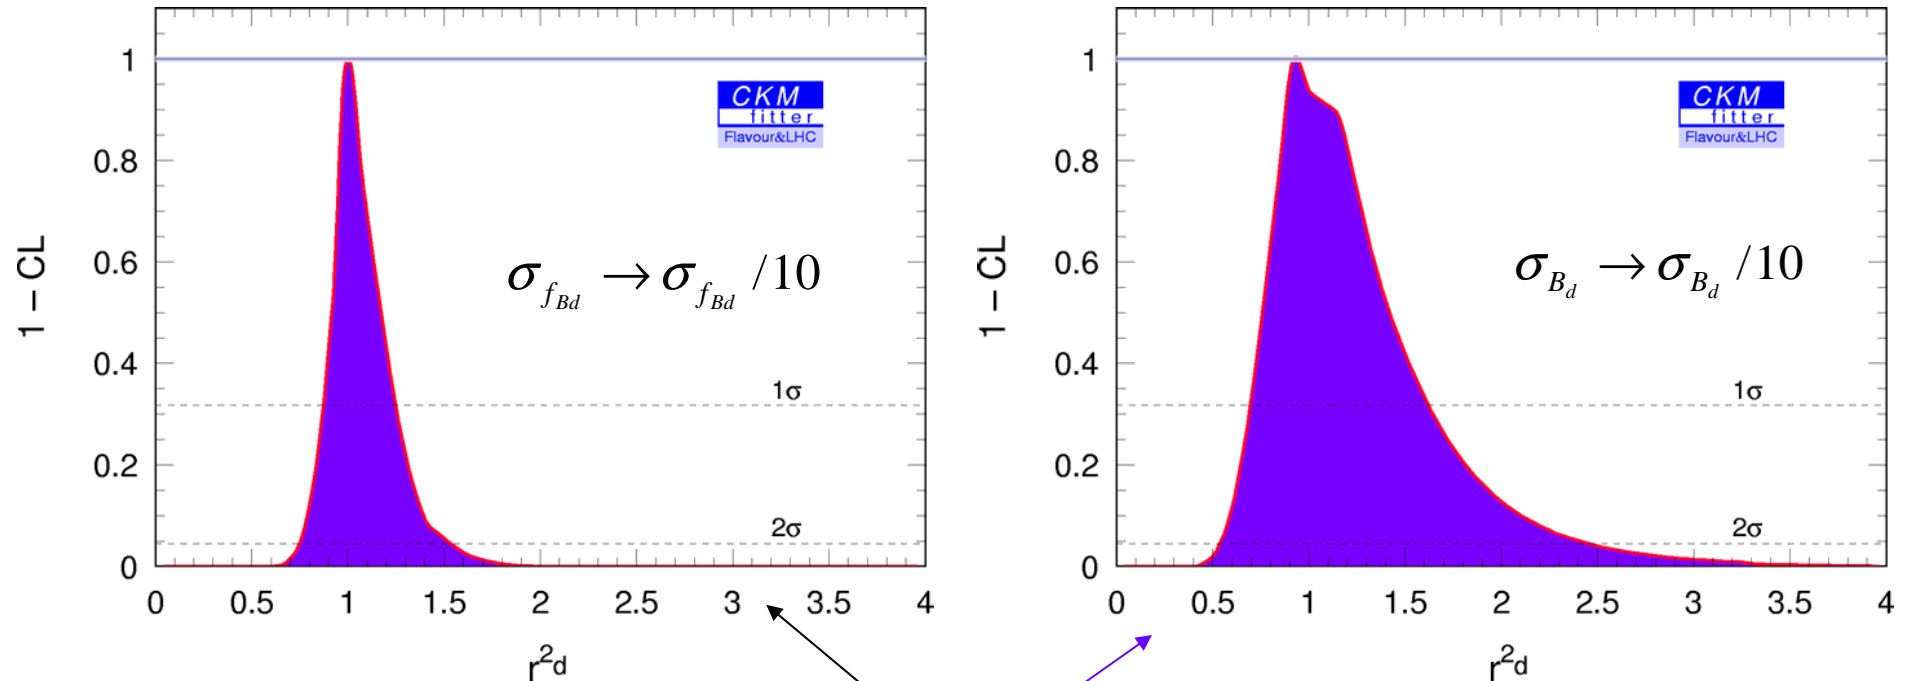 1 – CL
1
0.8
0.6
0.4
0.2
0
CKM
fitter
Flavour&LHC
σ_{f_{Bd}} → σ_{f_{Bd}} /10
1σ
2σ
0 0.5 1 1.5 2 2.5 3 3.5 4
r²d
1 – CL
1
0.8
0.6
0.4
0.2
0
CKM
fitter
Flavour&LHC
σ_{B_d} → σ_{B_d} /10
1σ
2σ
0 0.5 1 1.5 2 2.5 3 3.5 4
r²d